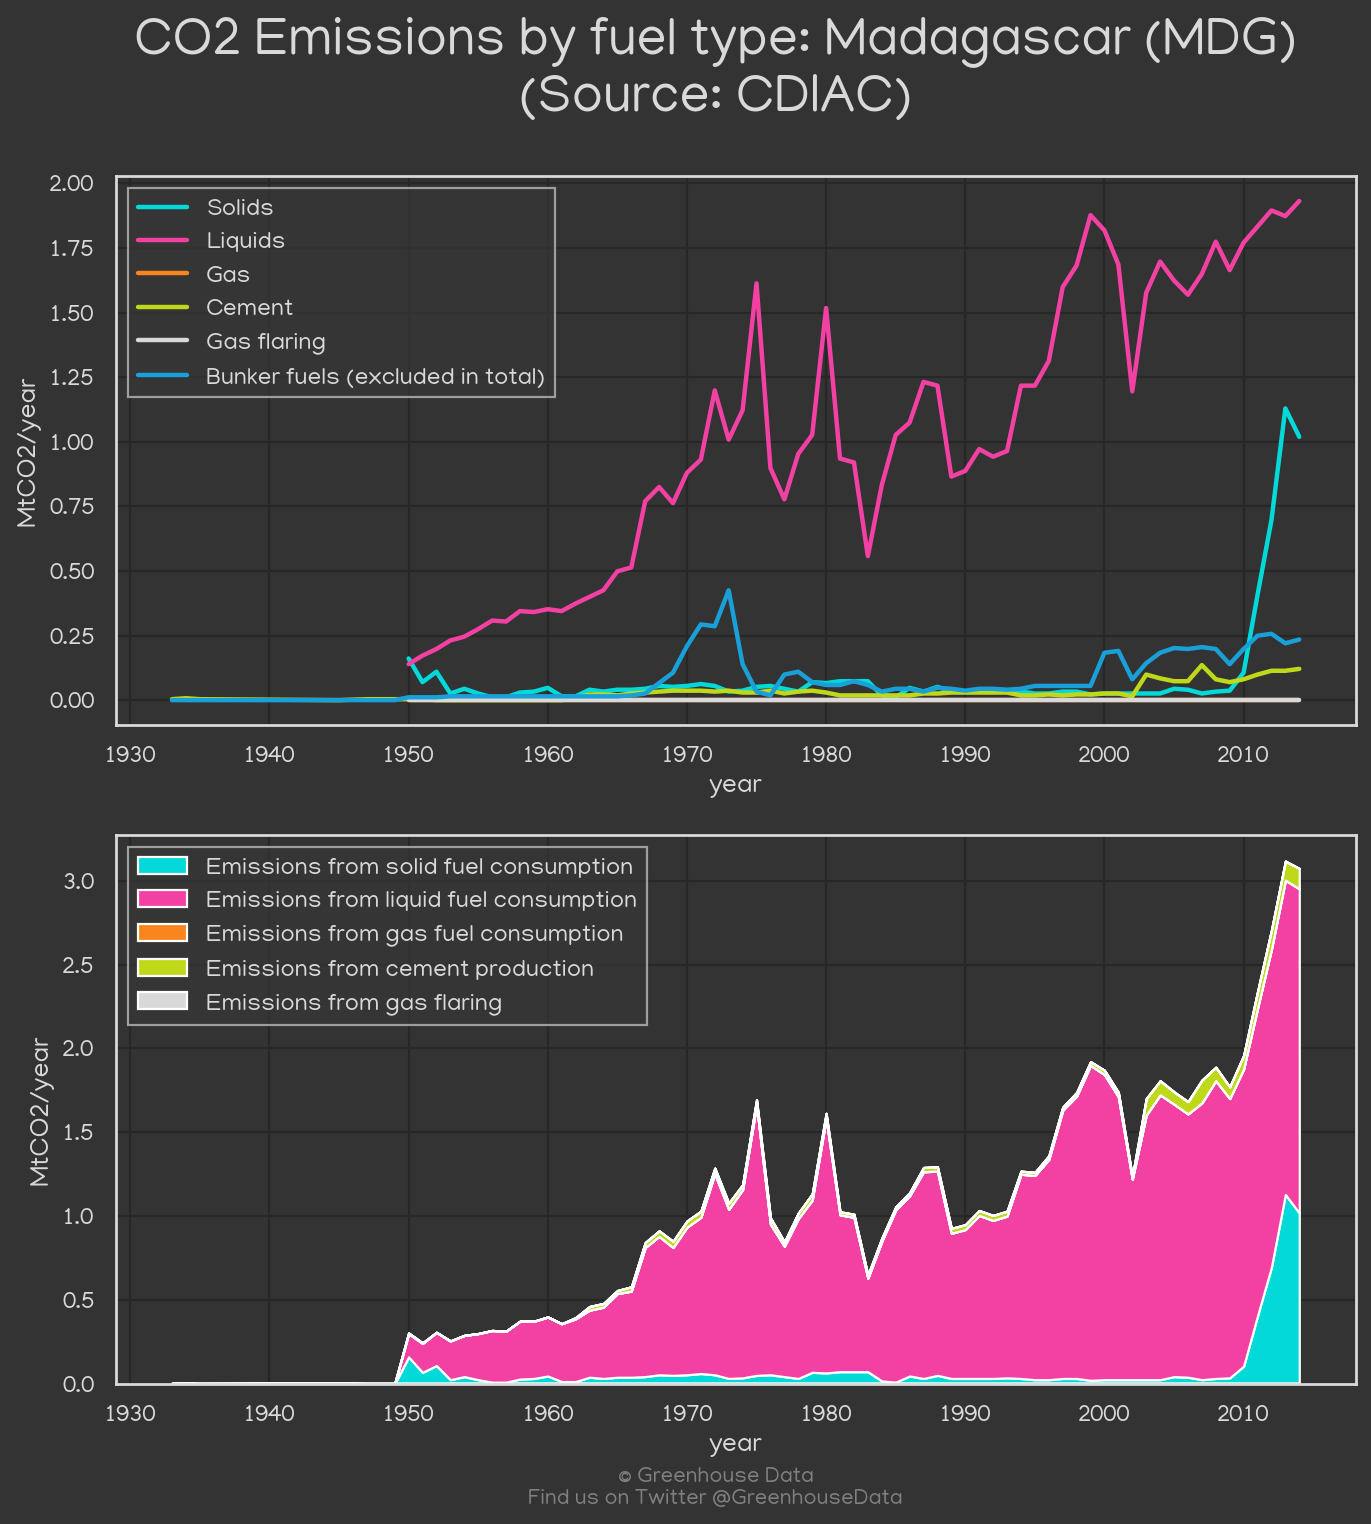 CO2 Emissions by fuel type: Madagascar (MDG)
(Source: CDIAC)
2.00
1.75
1.50
1.25
1.00
0.75
0.50
0.25
0.00
MtCO2/year
Solids
Liquids
Gas
Cement
Gas flaring
Bunker fuels (excluded in total)
1930 1940 1950 1960 1970 1980 1990 2000 2010
year
3.0
2.5
2.0
1.5
1.0
0.5
0.0
MtCO2/year
Emissions from solid fuel consumption
Emissions from liquid fuel consumption
Emissions from gas fuel consumption
Emissions from cement production
Emissions from gas flaring
1930 1940 1950 1960 1970 1980 1990 2000 2010
year
© Greenhouse Data
Find us on Twitter @GreenhouseData